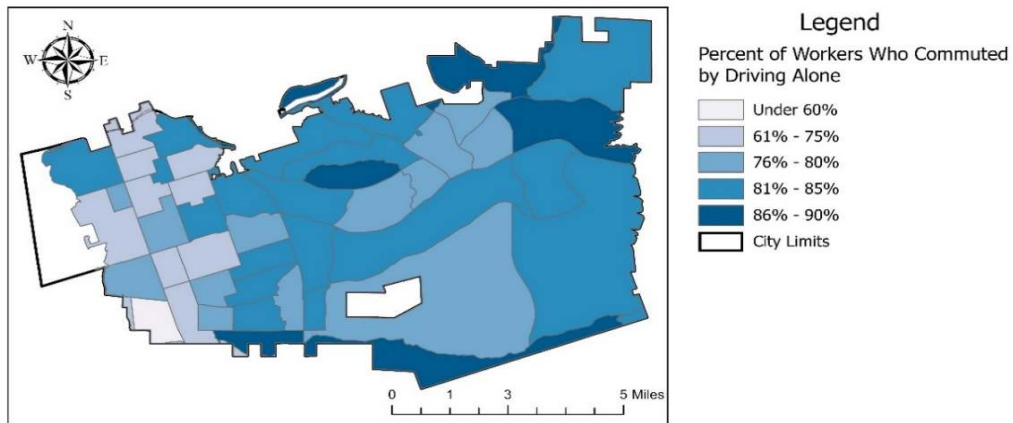 N
W E
S
Legend
Percent of Workers Who Commuted
by Driving Alone
Under 60%
61% - 75%
76% - 80%
81% - 85%
86% - 90%
City Limits
0 1 3 5 Miles